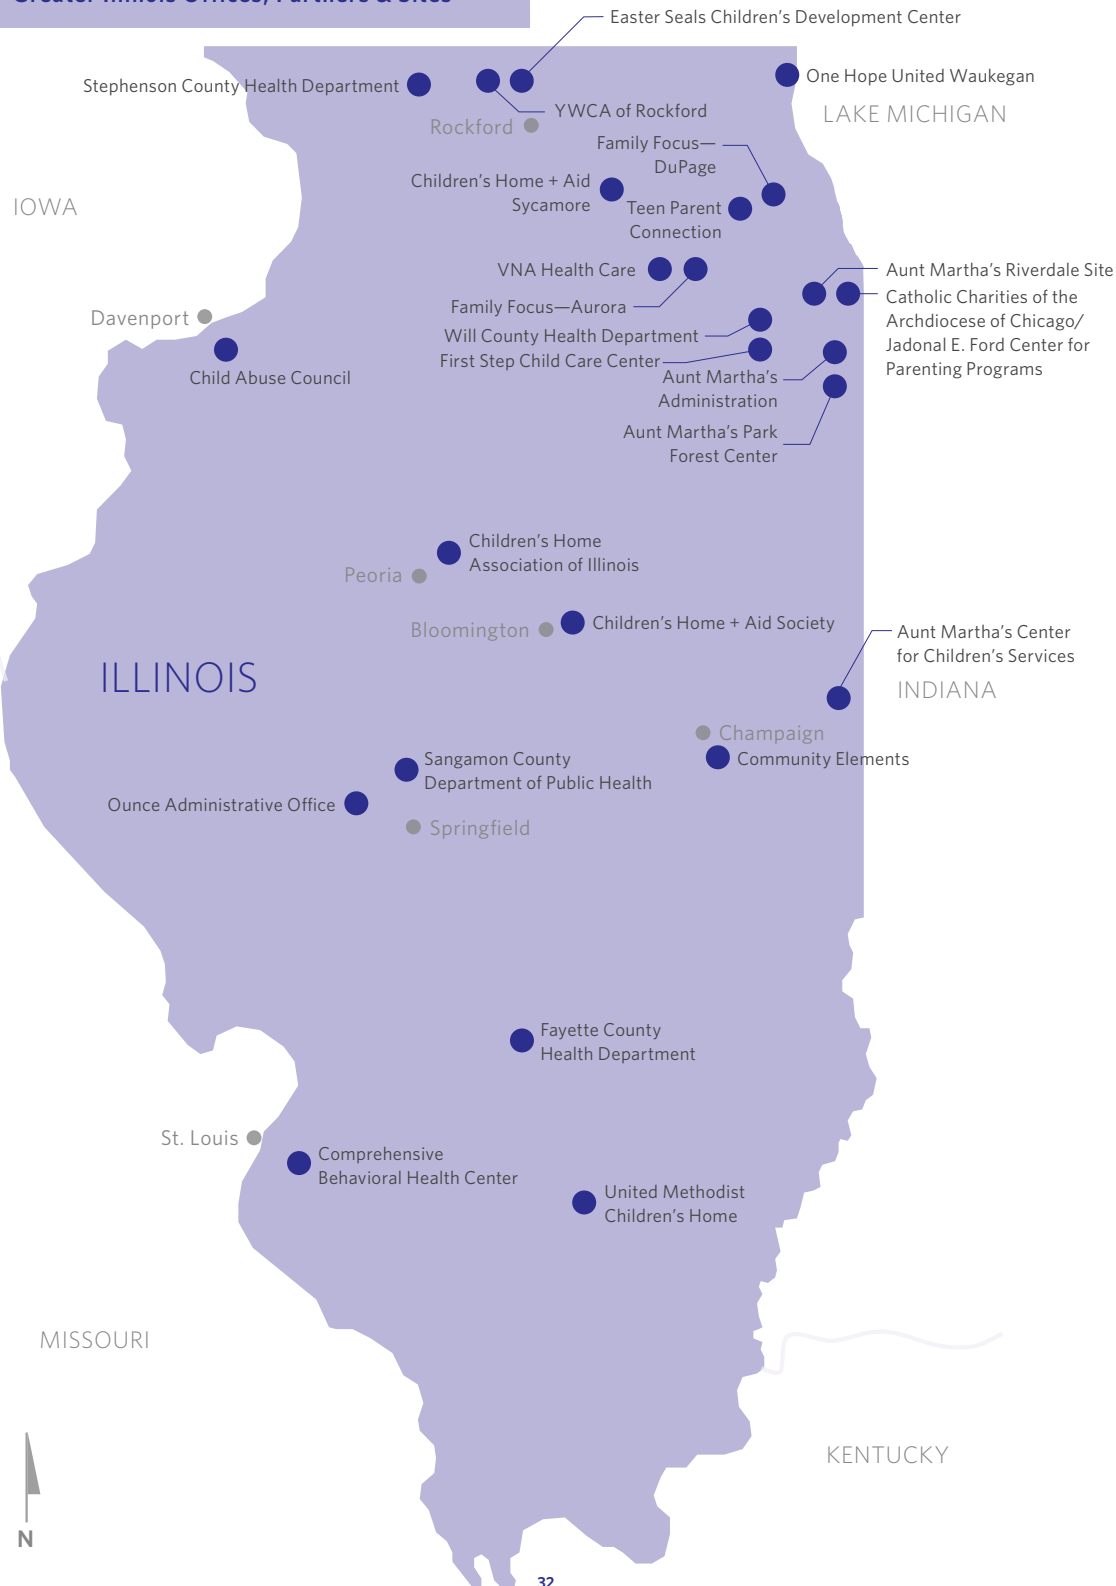 Greater Illinois Offices, Partners & Sites
Easter Seals Children's Development Center
Stephenson County Health Department
One Hope United Waukegan
YWCA of Rockford
LAKE MICHIGAN
Rockford
Family Focus—
DuPage
Children's Home + Aid
Sycamore
IOWA
Teen Parent
Connection
VNA Health Care
Aunt Martha's Riverdale Site
Family Focus—Aurora
Catholic Charities of the
Archdiocese of Chicago/
Jadonal E. Ford Center for
Parenting Programs
Davenport
Will County Health Department
First Step Child Care Center
Child Abuse Council
Aunt Martha's
Administration
Aunt Martha's Park
Forest Center
Children's Home
Association of Illinois
Peoria
Bloomington
Children's Home + Aid Society
Aunt Martha's Center
for Children's Services
ILLINOIS
INDIANA
Champaign
Community Elements
Sangamon County
Department of Public Health
Ounce Administrative Office
Springfield
Fayette County
Health Department
St. Louis
Comprehensive
Behavioral Health Center
United Methodist
Children's Home
MISSOURI
KENTUCKY
N
32